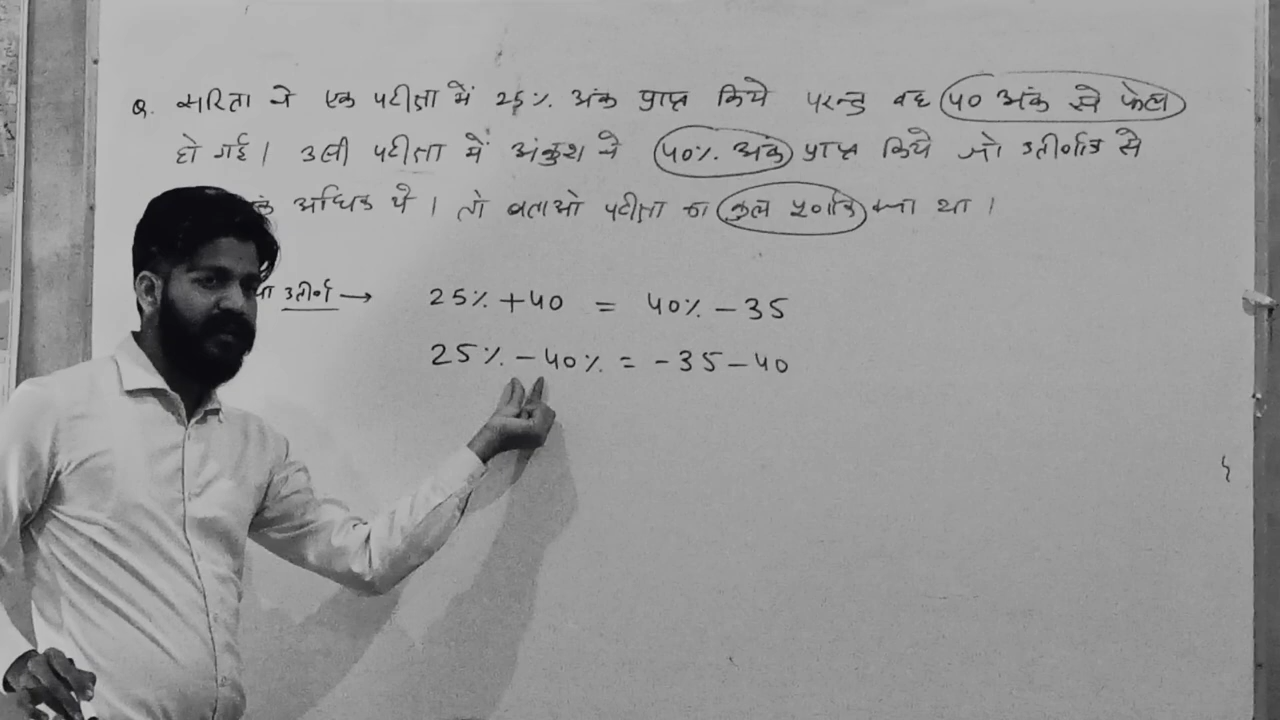 Q. सरिता ने एक परीक्षा में 25% अंक प्राप्त किये परन्तु वह 40 अंक से फेल
हो गई। उसी परीक्षा में अंकुश ने 40% अंक प्राप्त किये जो उत्तीर्णांक से
अधिक थे। तो बताओ परीक्षा का कुल पूर्णांक क्या था।
उत्तीर्ण → 25% + 40 = 40% - 35
25% - 40% = - 35 - 40